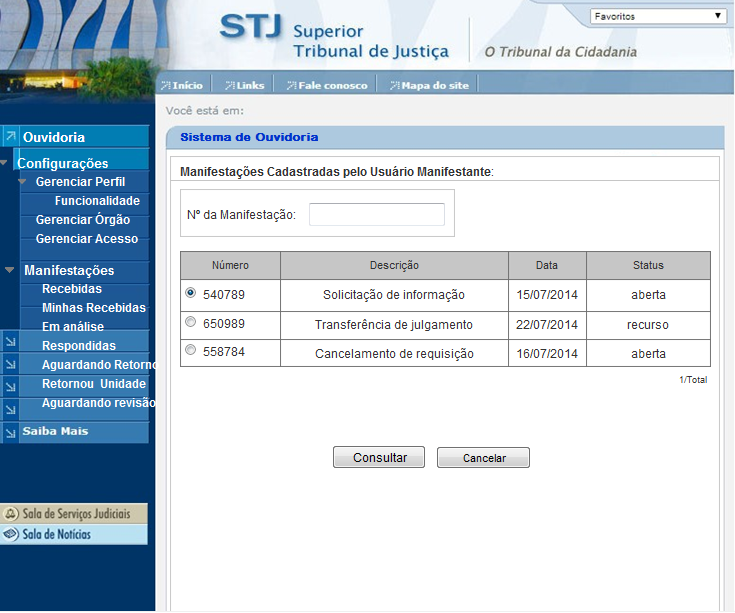 STJ Superior
Tribunal de Justiça
O Tribunal da Cidadania
Favoritos
Início Links Fale conosco Mapa do site
Você está em:
Ouvidoria
Configurações
Gerenciar Perfil
Funcionalidade
Gerenciar Órgão
Gerenciar Acesso
Manifestações
Recebidas
Minhas Recebidas
Em análise
Respondidas
Aguardando Retorno
Retornou Unidade
Aguardando revisão
Saiba Mais
Sala de Serviços Judiciais
Sala de Notícias
Sistema de Ouvidoria
Manifestações Cadastradas pelo Usuário Manifestante:
Nº da Manifestação:
Número Descrição Data Status
540789 Solicitação de informação 15/07/2014 aberta
650989 Transferência de julgamento 22/07/2014 recurso
558784 Cancelamento de requisição 16/07/2014 aberta
1/Total
Consultar Cancelar